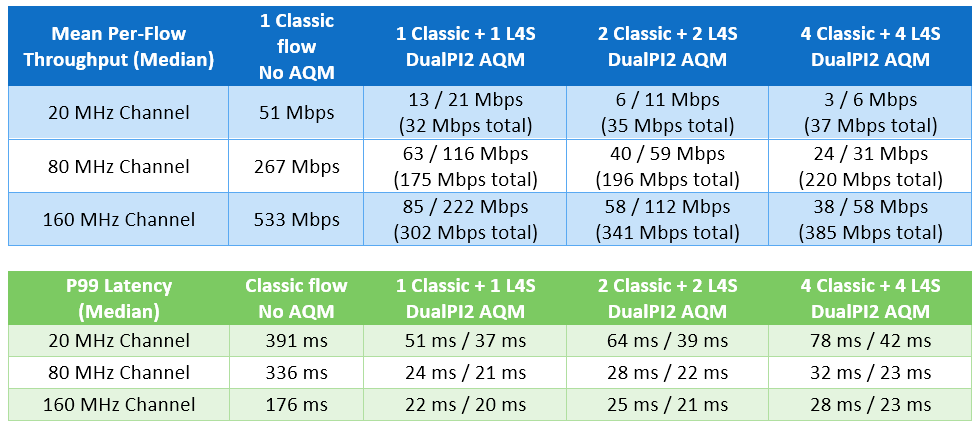 Mean Per-Flow Throughput (Median) | 1 Classic flow No AQM | 1 Classic + 1 L4S DualPI2 AQM | 2 Classic + 2 L4S DualPI2 AQM | 4 Classic + 4 L4S DualPI2 AQM
20 MHz Channel | 51 Mbps | 13 / 21 Mbps (32 Mbps total) | 6 / 11 Mbps (35 Mbps total) | 3 / 6 Mbps (37 Mbps total)
80 MHz Channel | 267 Mbps | 63 / 116 Mbps (175 Mbps total) | 40 / 59 Mbps (196 Mbps total) | 24 / 31 Mbps (220 Mbps total)
160 MHz Channel | 533 Mbps | 85 / 222 Mbps (302 Mbps total) | 58 / 112 Mbps (341 Mbps total) | 38 / 58 Mbps (385 Mbps total)
P99 Latency (Median) | Classic flow No AQM | 1 Classic + 1 L4S DualPI2 AQM | 2 Classic + 2 L4S DualPI2 AQM | 4 Classic + 4 L4S DualPI2 AQM
20 MHz Channel | 391 ms | 51 ms / 37 ms | 64 ms / 39 ms | 78 ms / 42 ms
80 MHz Channel | 336 ms | 24 ms / 21 ms | 28 ms / 22 ms | 32 ms / 23 ms
160 MHz Channel | 176 ms | 22 ms / 20 ms | 25 ms / 21 ms | 28 ms / 23 ms